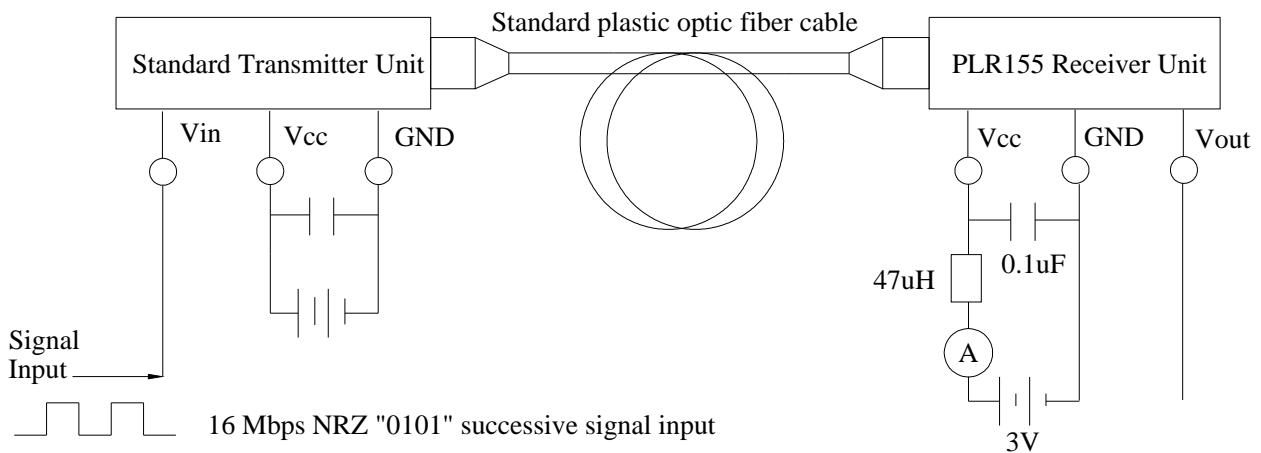 Standard plastic optic fiber cable
Standard Transmitter Unit
PLR155 Receiver Unit
Vin
Vcc
GND
Vcc
GND
Vout
0.1uF
47uH
A
Signal
Input
3V
16 Mbps NRZ "0101" successive signal input